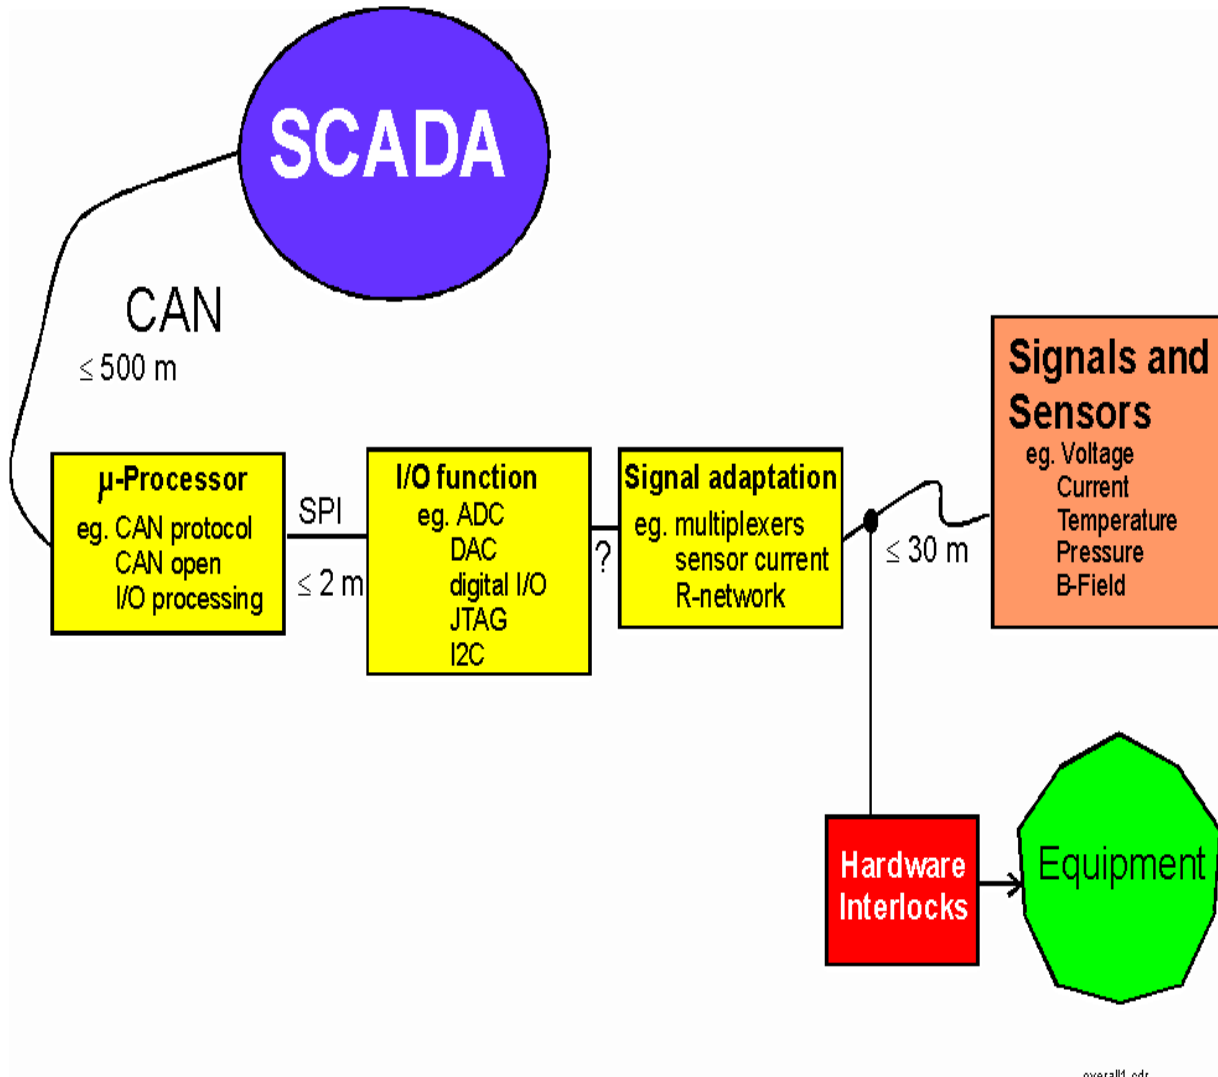 SCADA
CAN
≤ 500 m
μ-Processor
eg. CAN protocol
CAN open
I/O processing
SPI
≤ 2 m
I/O function
eg. ADC
DAC
digital I/O
JTAG
I2C
?
Signal adaptation
eg. multiplexers
sensor current
R-network
≤ 30 m
Signals and
Sensors
eg. Voltage
Current
Temperature
Pressure
B-Field
Hardware
Interlocks
Equipment